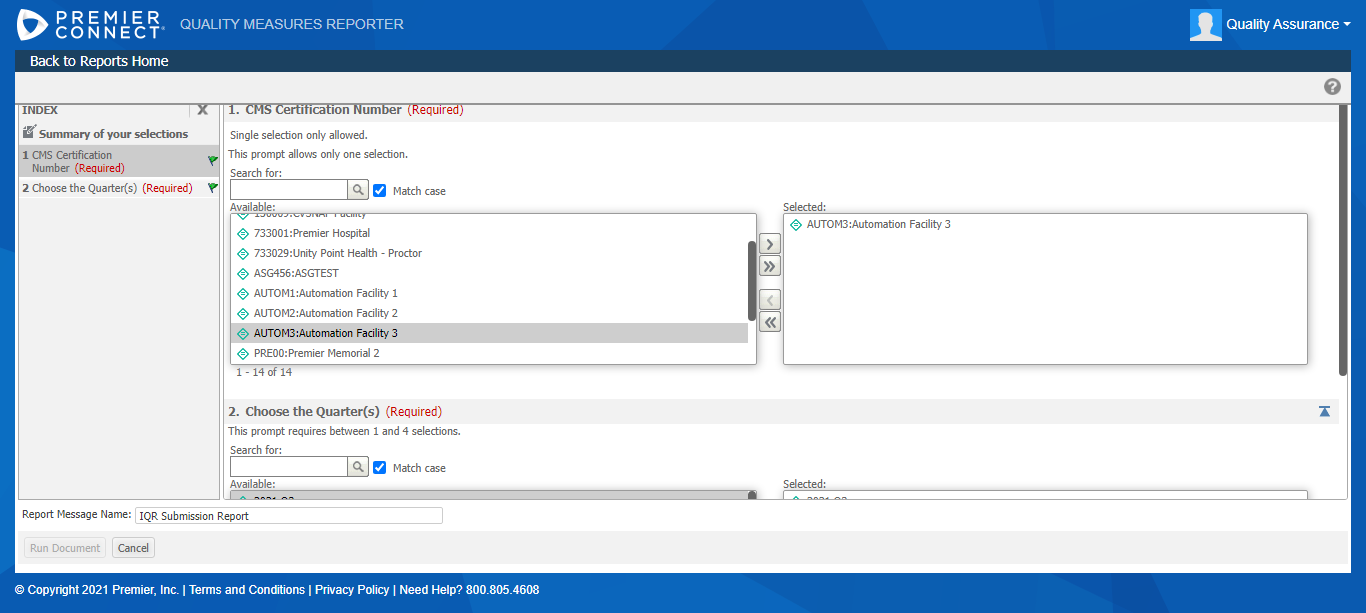 PREMIER CONNECT® QUALITY MEASURES REPORTER
Quality Assurance
Back to Reports Home
?
INDEX X
Summary of your selections
1 CMS Certification
Number (Required)
2 Choose the Quarter(s) (Required)
1. CMS Certification Number (Required)
Single selection only allowed.
This prompt allows only one selection.
Search for:
Match case
Available:
733001:Premier Hospital
733029:Unity Point Health - Proctor
ASG456:ASGTEST
AUTOM1:Automation Facility 1
AUTOM2:Automation Facility 2
AUTOM3:Automation Facility 3
PRE00:Premier Memorial 2
1 - 14 of 14
Selected:
AUTOM3:Automation Facility 3
2. Choose the Quarter(s) (Required)
This prompt requires between 1 and 4 selections.
Search for:
Match case
Available:
Selected:
Report Message Name: IQR Submission Report
Run Document Cancel
© Copyright 2021 Premier, Inc. | Terms and Conditions | Privacy Policy | Need Help? 800.805.4608